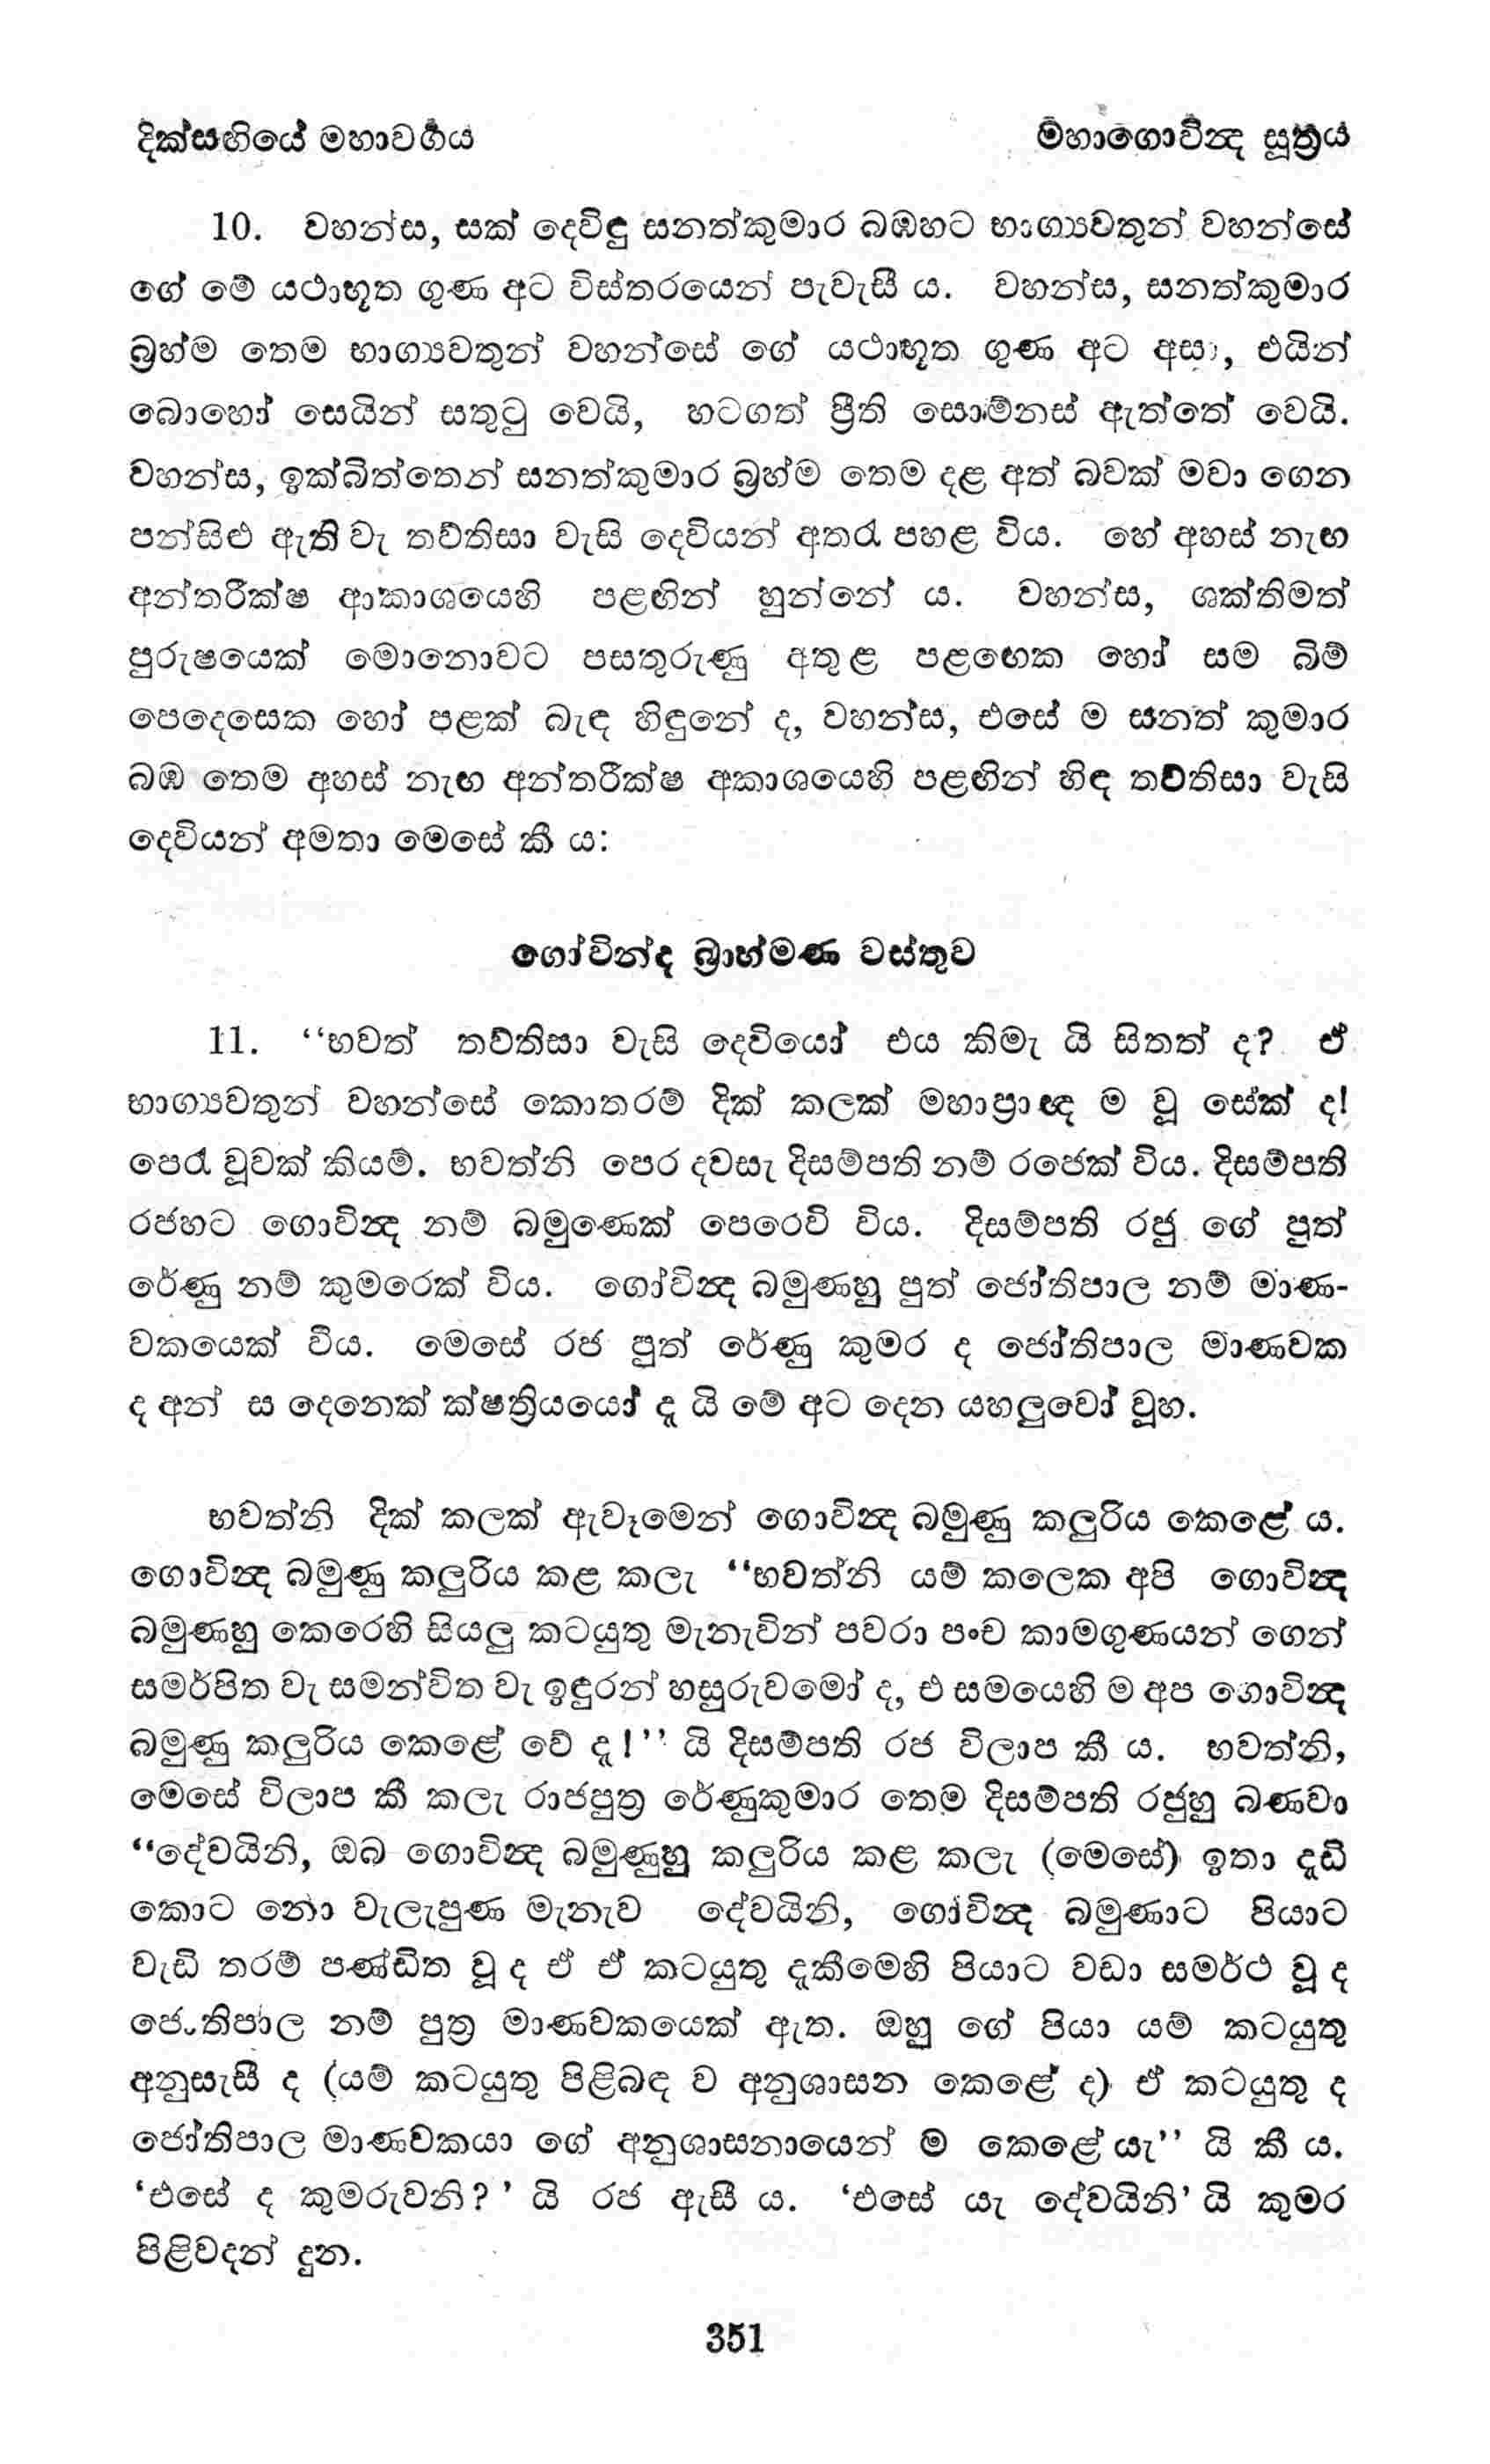 දික්සඟියේ මහාවර්‍ගය
මහාගොවින්‍ද සූත්‍රය
10. වහන්ස, සක් දෙවිඳු සනත්කුමාර බඹහට භාග්‍යවතුන් වහන්සේ
ගේ මේ යථාභූත ගුණ අට විස්තරයෙන් පැවැසී ය. වහන්ස, සනත්කුමාර
බ්‍රහ්ම තෙම භාග්‍යවතුන් වහන්සේ ගේ යථාභූත ගුණ අට අසා, එයින්
බොහෝ සෙයින් සතුටු වෙයි, හටගත් ප්‍රීති සොම්නස් ඇත්තේ වෙයි.
වහන්ස, ඉක්බිත්තෙන් සනත්කුමාර බ්‍රහ්ම තෙම දළ අත් බවක් මවා ගෙන
පන්සිළු ඇති වැ තව්තිසා වැසි දෙවියන් අතරැ පහළ විය. හේ අහස් නැඟ
අන්තරීක්ෂ ආකාශයෙහි පළඟින් හුන්නේ ය. වහන්ස, ශක්තිමත්
පුරුෂයෙක් මොනොවට පසතුරුණු අතුළ පළඟෙක හෝ සම බිම්
පෙදෙසෙක හෝ පළක් බැඳ හිඳුනේ ද, වහන්ස, එසේ ම සනත් කුමාර
බඹ තෙම අහස් නැඟ අන්තරීක්ෂ අකාශයෙහි පළඟින් හිඳ තව්තිසා වැසි
දෙවියන් අමතා මෙසේ කී ය:
ගෝවින්ද බ්‍රාහ්මණ වස්තුව
11. “භවත් තව්තිසා වැසි දෙවියෝ එය කිමැ යි සිතත් ද? ඒ
භාග්‍යවතුන් වහන්සේ කොතරම් දික් කලක් මහාප්‍රාඥ ම වූ සේක් ද!
පෙරැ වූවක් කියම්. භවත්නි පෙර දවසැ දිසම්පති නම් රජෙක් විය. දිසම්පති
රජහට ගොවින්‍ද නම් බමුණෙක් පෙරෙවි විය. දිසම්පති රජු ගේ පුත්
රේණු නම් කුමරෙක් විය. ගෝවින්‍ද බමුණහු පුත් ජෝතිපාල නම් මාණ-
වකයෙක් විය. මෙසේ රජ පුත් රේණු කුමර ද ජෝතිපාල මාණවක
ද අන් ස දෙනෙක් ක්ෂත්‍රියයෝ දැ යි මේ අට දෙන යහලුවෝ වූහ.
භවත්නි දික් කලක් ඇවෑමෙන් ගොවින්‍ද බමුණු කලුරිය කෙළේ ය.
ගොවින්‍ද බමුණු කලුරිය කළ කලැ “භවත්නි යම් කලෙක අපි ගොවින්‍ද
බමුණහු කෙරෙහි සියලු කටයුතු මැනැවින් පවරා පංච කාමගුණයන් ගෙන්
සමර්පිත වැ සමන්විත වැ ඉඳුරන් හසුරුවමෝ ද, එ සමයෙහි ම අප ගොවින්‍ද
බමුණු කලුරිය කෙළේ වේ දැ!” යි දිසම්පති රජ විලාප කී ය. භවත්නි,
මෙසේ විලාප කී කලැ රාජපුත්‍ර රේණුකුමාර තෙම දිසම්පති රජුහු බණවා
“දේවයිනි, ඔබ ගොවින්‍ද බමුණුහු කලුරිය කළ කලැ (මෙසේ) ඉතා දැඩි
කොට නො වැලැපුණ මැනැව දේවයිනි, ගෝවින්‍ද බමුණාට පියාට
වැඩි තරම් පණ්ඩිත වූ ද ඒ ඒ කටයුතු දැකීමෙහි පියාට වඩා සමර්ථ වූ ද
ජෝතිපාල නම් පුත්‍ර මාණවකයෙක් ඇත. ඔහු ගේ පියා යම් කටයුතු
අනුසැසී ද (යම් කටයුතු පිළිබඳ ව අනුශාසන කෙළේ ද) ඒ කටයුතු ද
ජෝතිපාල මාණවකයා ගේ අනුශාසනායෙන් ම කෙළේ යැ” යි කී ය.
‘එසේ ද කුමරුවනි?’ යි රජ ඇසී ය. ‘එසේ යැ දේවයිනි’ යි කුමර
පිළිවදන් දුන.
351